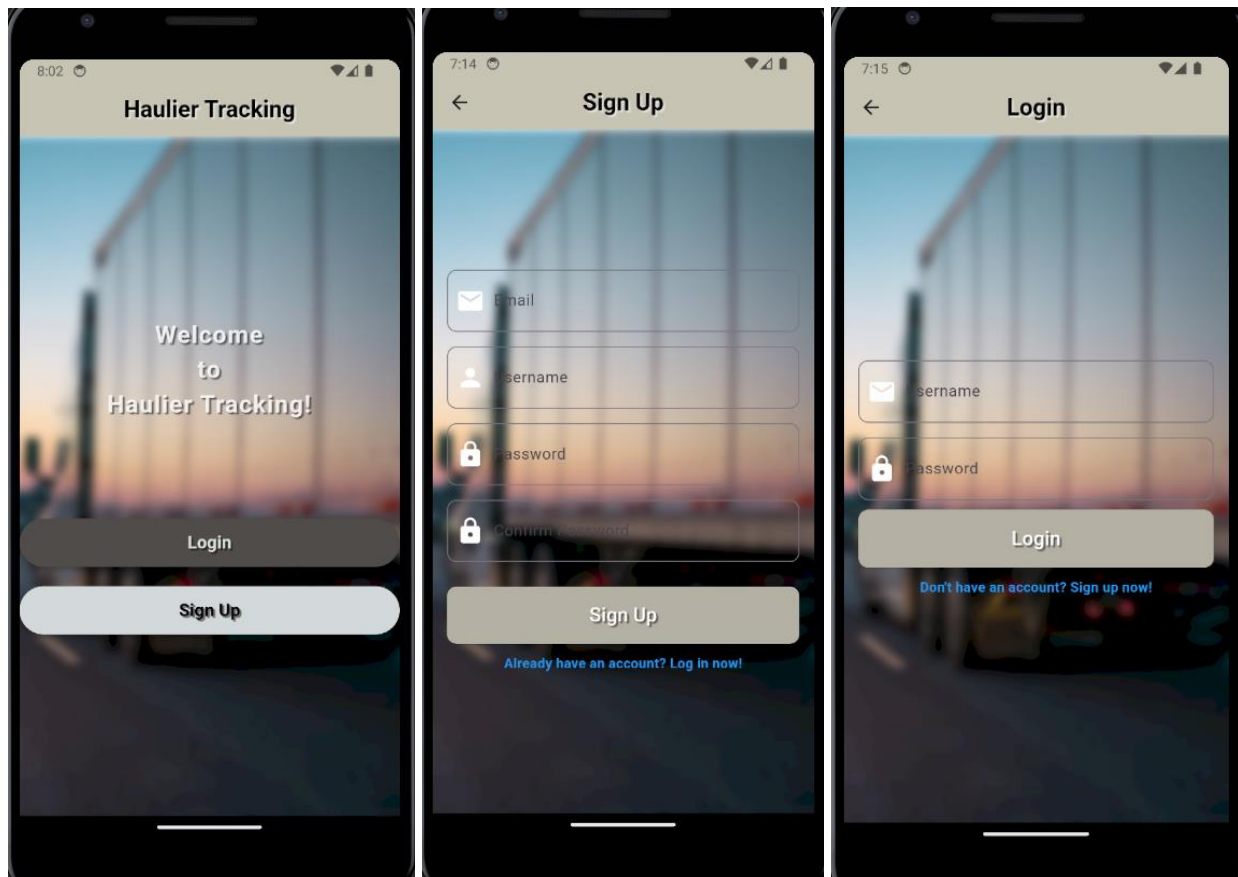 8:02
Haulier Tracking
Welcome
to
Haulier Tracking!
Login
Sign Up
7:14
Sign Up
Email
Username
Password
Confirm Password
Sign Up
Already have an account? Log in now!
7:15
Login
Username
Password
Login
Don't have an account? Sign up now!